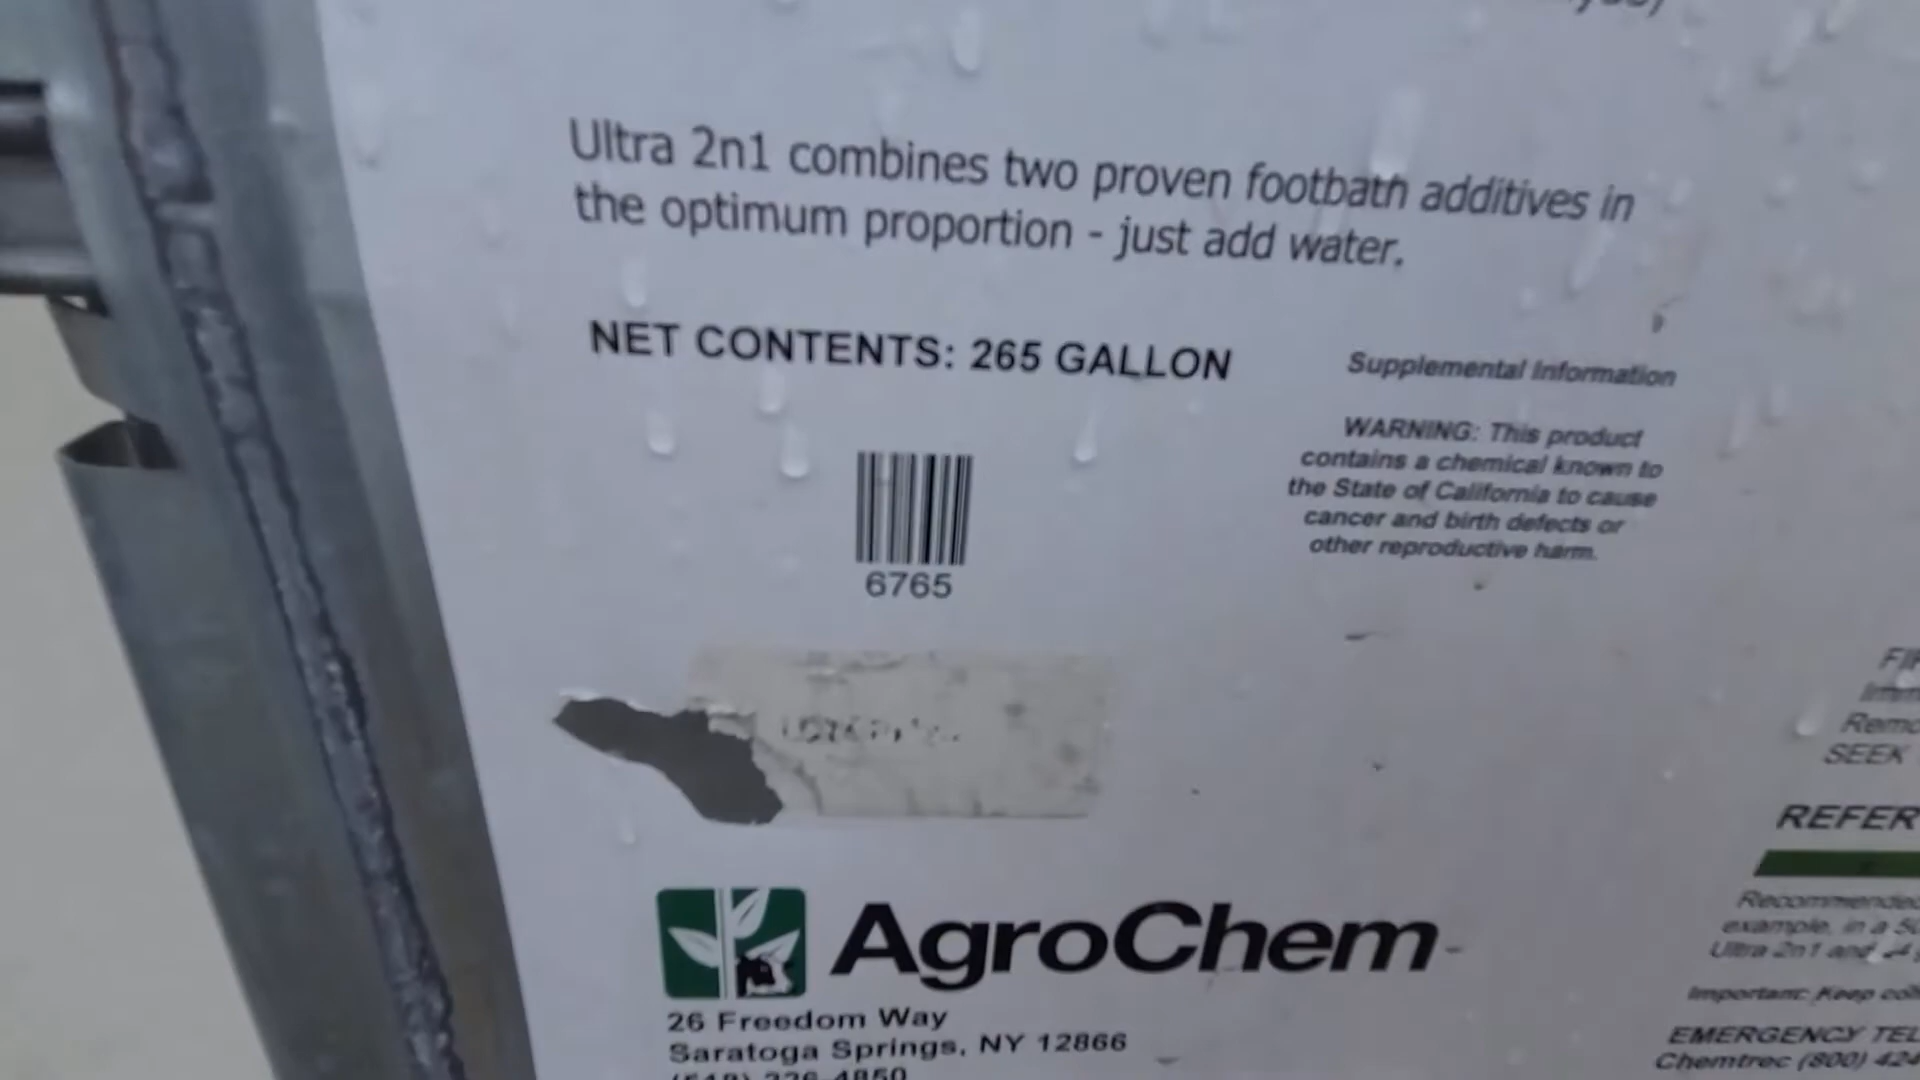 Ultra 2n1 combines two proven footbath additives in
the optimum proportion - just add water.
NET CONTENTS: 265 GALLON
Supplemental Information
WARNING: This product
contains a chemical known to
the State of California to cause
cancer and birth defects or
other reproductive harm.
6765
SEEK
REFER
Recommended
example, in a 50
Ultra 2n1 and
Important: Keep
EMERGENCY TEL
Chemtrec (800) 424
AgroChem
26 Freedom Way
Saratoga Springs, NY 12866